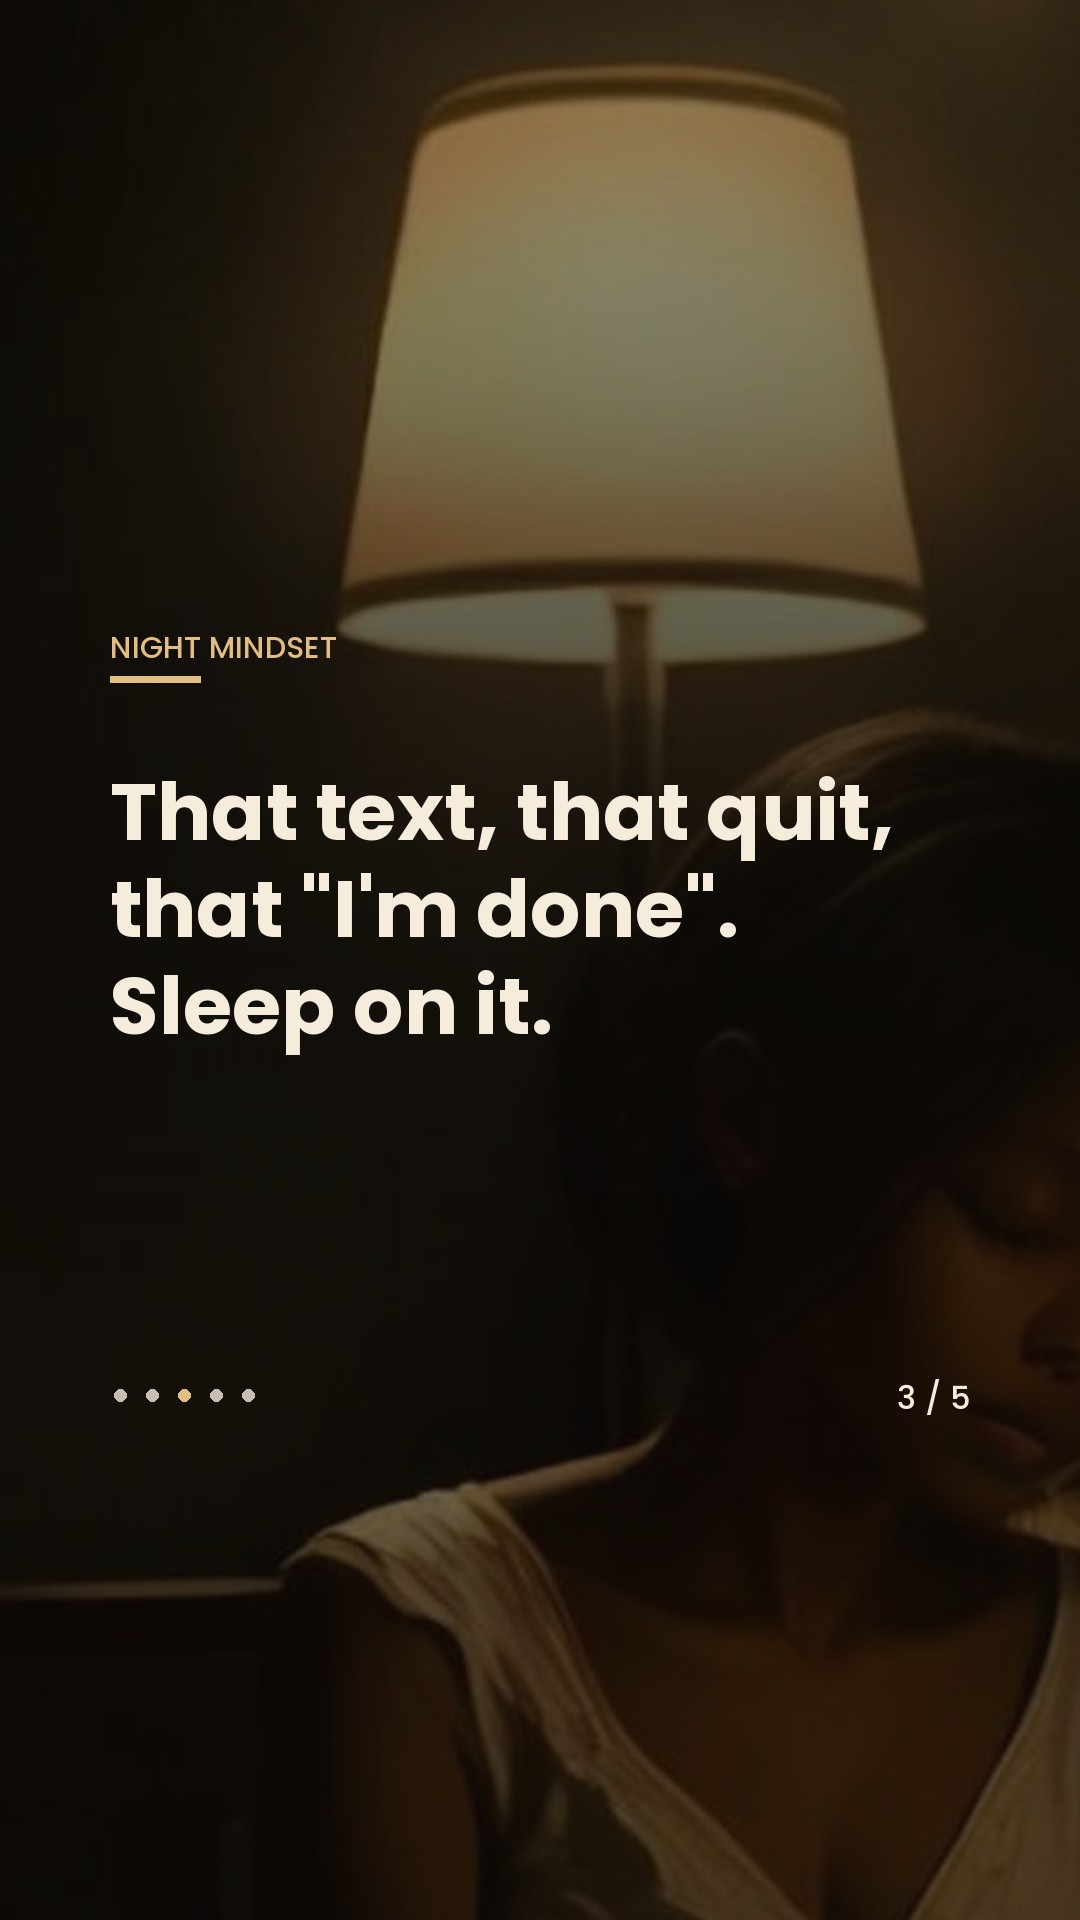 NIGHT MINDSET
That text, that quit,
that "I'm done".
Sleep on it.
3 / 5